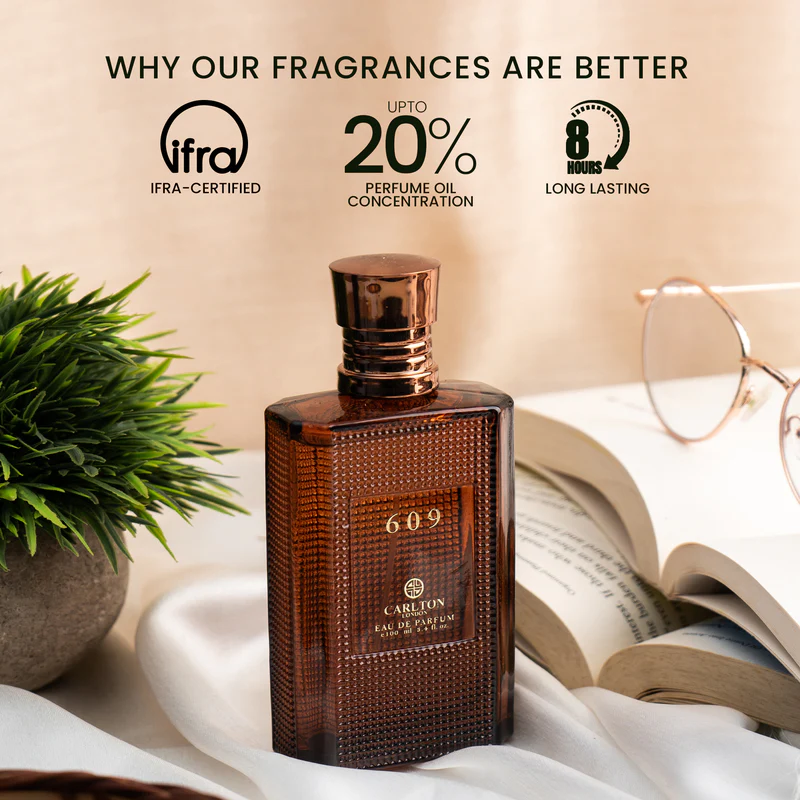 WHY OUR FRAGRANCES ARE BETTER
ifra
IFRA-CERTIFIED
UPTO
20%
PERFUME OIL
CONCENTRATION
8
HOURS
LONG LASTING
609
CARLTON
LONDON
EAU DE PARFUM
e100 ml 3.4 fl. oz.